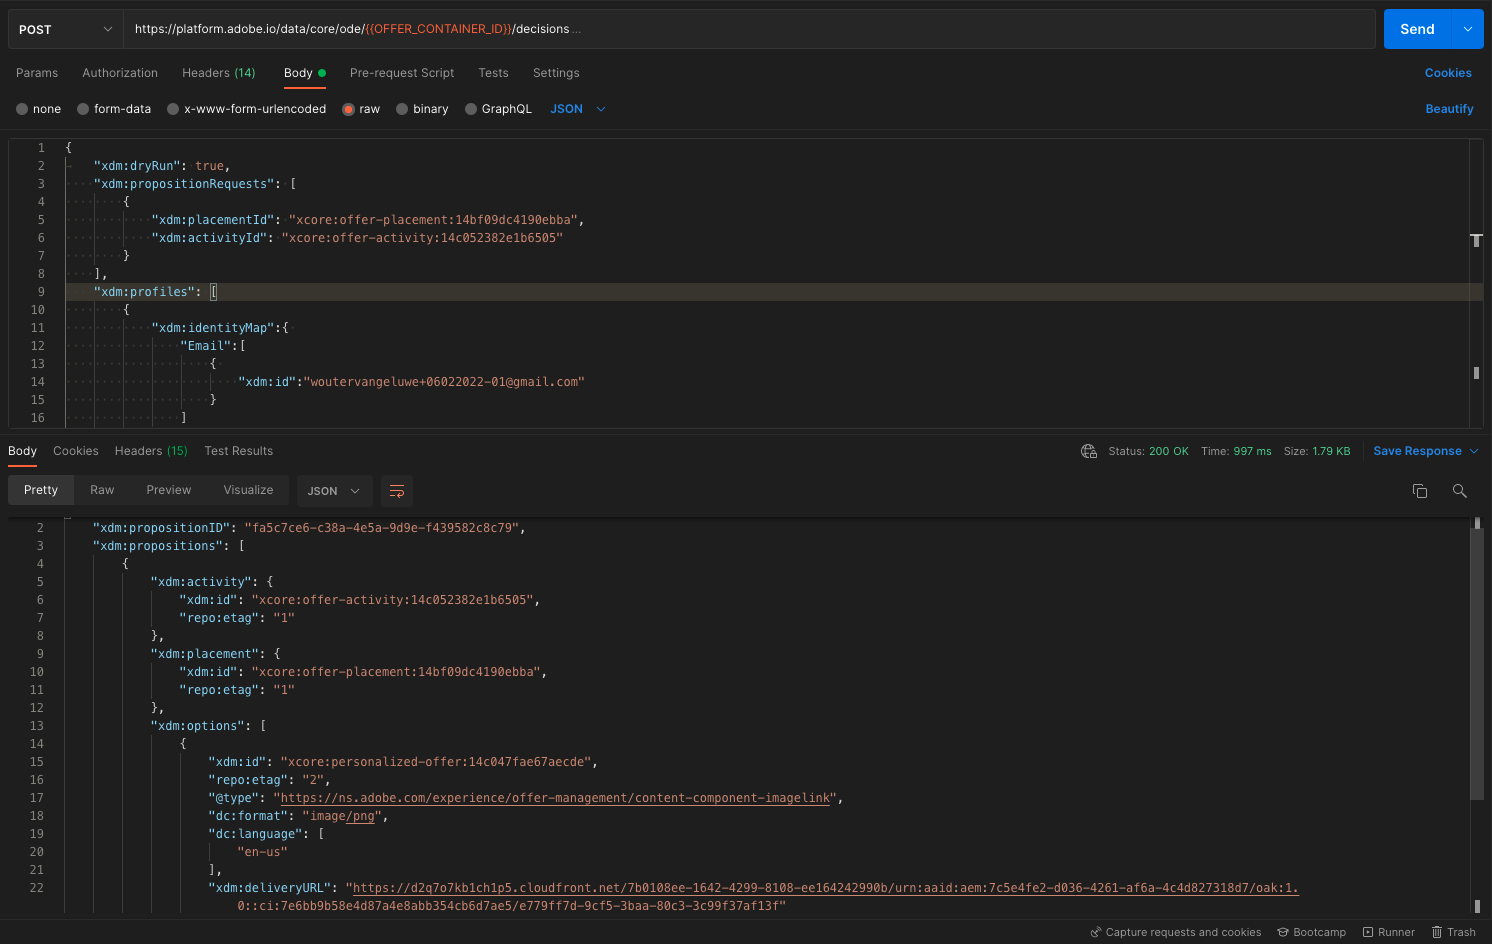 POST https://platform.adobe.io/data/core/ode/{{OFFER_CONTAINER_ID}}/decisions ... Send
Params Authorization Headers (14) Body Pre-request Script Tests Settings Cookies
none form-data x-www-form-urlencoded raw binary GraphQL JSON Beautify
1 {
2 "xdm:dryRun": true,
3 "xdm:propositionRequests": [
4 {
5 "xdm:placementId": "xcore:offer-placement:14bf09dc4190ebba",
6 "xdm:activityId": "xcore:offer-activity:14c052382e1b6505"
7 }
8 ],
9 "xdm:profiles": [
10 {
11 "xdm:identityMap":{
12 "Email":[
13 {
14 "xdm:id":"woutervangeluwe+06022022-01@gmail.com"
15 }
16 ]
Body Cookies Headers (15) Test Results Status: 200 OK Time: 997 ms Size: 1.79 KB Save Response
Pretty Raw Preview Visualize JSON
2 "xdm:propositionID": "fa5c7ce6-c38a-4e5a-9d9e-f439582c8c79",
3 "xdm:propositions": [
4 {
5 "xdm:activity": {
6 "xdm:id": "xcore:offer-activity:14c052382e1b6505",
7 "repo:etag": "1"
8 },
9 "xdm:placement": {
10 "xdm:id": "xcore:offer-placement:14bf09dc4190ebba",
11 "repo:etag": "1"
12 },
13 "xdm:options": [
14 {
15 "xdm:id": "xcore:personalized-offer:14c047fae67aecde",
16 "repo:etag": "2",
17 "@type": "https://ns.adobe.com/experience/offer-management/content-component-imagelink",
18 "dc:format": "image/png",
19 "dc:language": [
20 "en-us"
21 ],
22 "xdm:deliveryURL": "https://d2q7o7kb1ch1p5.cloudfront.net/7b0108ee-1642-4299-8108-ee164242990b/urn:aaid:aem:7c5e4fe2-d036-4261-af6a-4c4d827318d7/oak:1.
0::ci:7e6bb9b58e4d87a4e8abb354cb6d7ae5/e779ff7d-9cf5-3baa-80c3-3c99f37af13f"
Capture requests and cookies Bootcamp Runner Trash